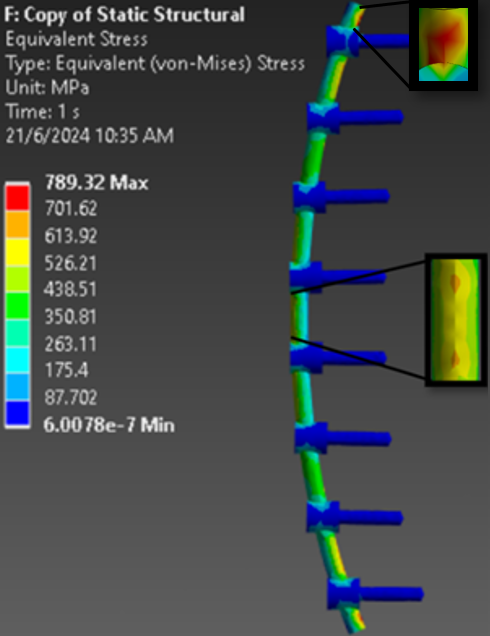 F: Copy of Static Structural
Equivalent Stress
Type: Equivalent (von-Mises) Stress
Unit: MPa
Time: 1 s
21/6/2024 10:35 AM
789.32 Max
701.62
613.92
526.21
438.51
350.81
263.11
175.4
87.702
6.0078e-7 Min